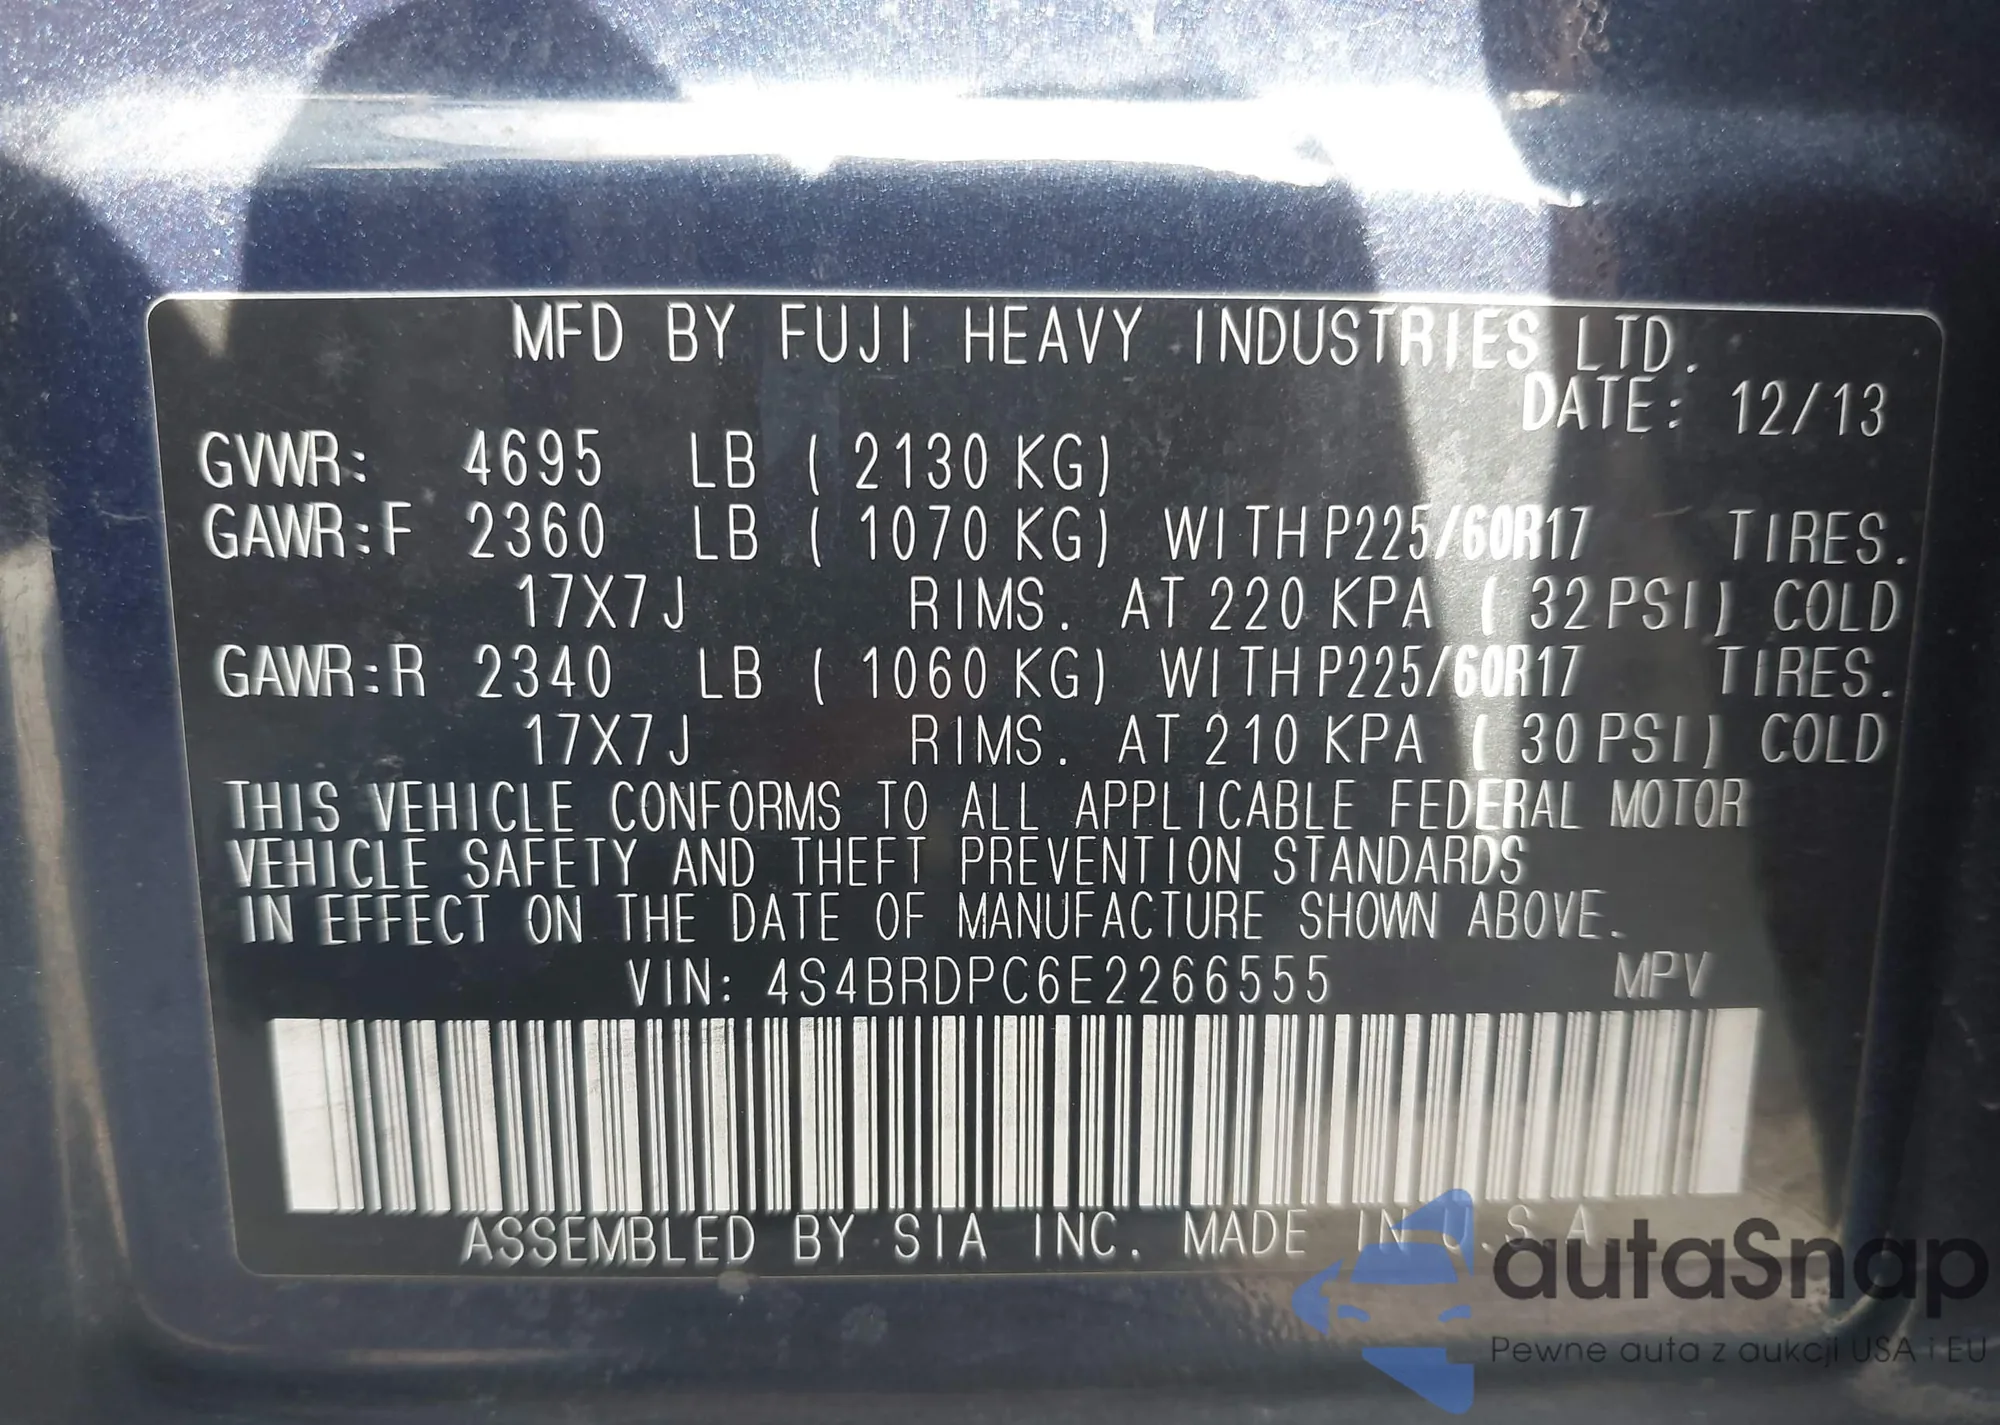 MFD BY FUJI HEAVY INDUSTRIES LTD.
DATE: 12/13
GVWR: 4695 LB ( 2130 KG)
GAWR:F 2360 LB ( 1070 KG) WITH P225/60R17 TIRES.
17X7J RIMS. AT 220 KPA ( 32 PSI) COLD
GAWR:R 2340 LB ( 1060 KG) WITH P225/60R17 TIRES.
17X7J RIMS. AT 210 KPA ( 30 PSI) COLD
THIS VEHICLE CONFORMS TO ALL APPLICABLE FEDERAL MOTOR
VEHICLE SAFETY AND THEFT PREVENTION STANDARDS
IN EFFECT ON THE DATE OF MANUFACTURE SHOWN ABOVE.
VIN: 4S4BRDPC6E2266555 MPV
ASSEMBLED BY SIA INC. MADE IN U.S.A
autaSnap
Pewne auta z aukcji USA i EU